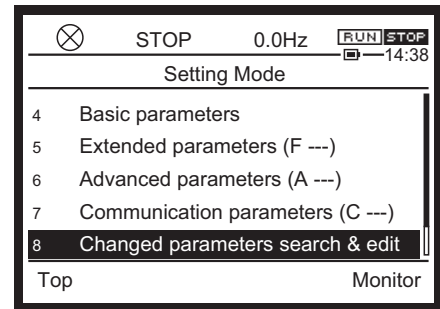 STOP 0.0Hz RUN STOP
14:38
Setting Mode
4 Basic parameters
5 Extended parameters (F ---)
6 Advanced parameters (A ---)
7 Communication parameters (C ---)
8 Changed parameters search & edit
Top Monitor